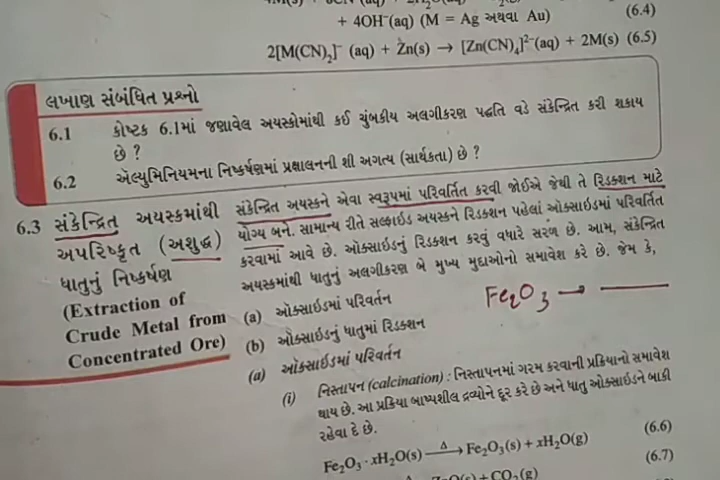 + 4OH⁻(aq) (M = Ag અથવા Au) (6.4)
2[M(CN)₂]⁻ (aq) + Zn(s) → [Zn(CN)₄]²⁻(aq) + 2M(s) (6.5)
લખાણ સંબંધિત પ્રશ્નો
6.1 કોષ્ટક 6.1માં જણાવેલ અયસ્કોમાંથી કઈ ચુંબકીય અલગીકરણ પદ્ધતિ વડે સંકેન્દ્રિત કરી શકાય
છે ?
6.2 ઍલ્યુમિનિયમના નિષ્કર્ષણમાં પ્રક્ષાલનની શી અગત્ય (સાર્થકતા) છે ?
6.3 સંકેન્દ્રિત અયસ્કમાંથી
અપરિષ્કૃત (અશુદ્ધ)
ધાતુનું નિષ્કર્ષણ
(Extraction of
Crude Metal from
Concentrated Ore)
સંકેન્દ્રિત અયસ્કને એવા સ્વરૂપમાં પરિવર્તિત કરવી જોઈએ જેથી તે રિડક્શન માટે
યોગ્ય બને. સામાન્ય રીતે સલ્ફાઇડ અયસ્કને રિડક્શન પહેલાં ઑક્સાઇડમાં પરિવર્તિત
કરવામાં આવે છે. ઑક્સાઇડનું રિડક્શન કરવું વધારે સરળ છે. આમ, સંકેન્દ્રિત
અયસ્કમાંથી ધાતુનું અલગીકરણ બે મુખ્ય મુદ્દાઓનો સમાવેશ કરે છે. જેમ કે,
(a) ઑક્સાઇડમાં પરિવર્તન
Fe₂O₃ →
(b) ઑક્સાઇડનું ધાતુમાં રિડક્શન
(a) ઑક્સાઇડમાં પરિવર્તન
(i) નિસ્તાપન (calcination) : નિસ્તાપનમાં ગરમ કરવાની પ્રક્રિયાનો સમાવેશ
થાય છે. આ પ્રક્રિયા બાષ્પશીલ દ્રવ્યોને દૂર કરે છે અને ધાતુ ઑક્સાઇડને બાકી
રહેવા દે છે.
Fe₂O₃·xH₂O(s) —Δ→ Fe₂O₃(s) + xH₂O(g) (6.6)
ZnO(s) + CO₂(g) (6.7)